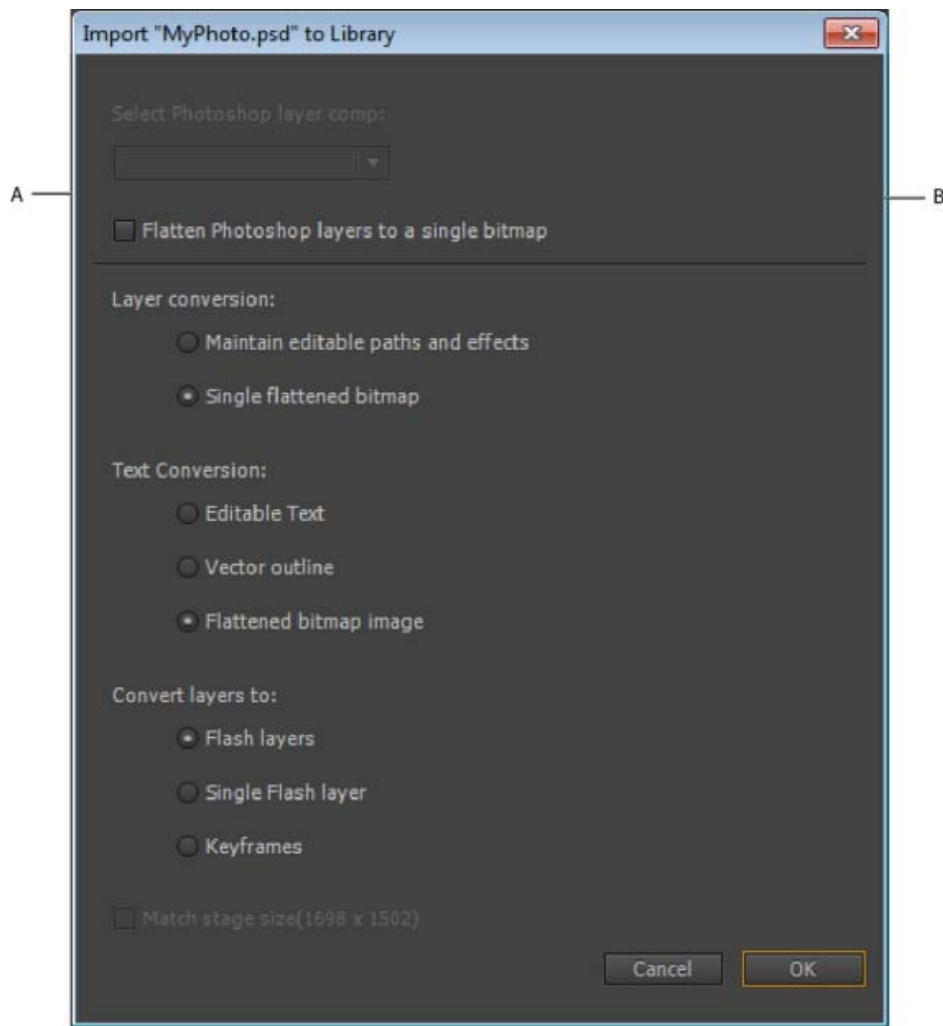 Import "MyPhoto.psd" to Library
Select Photoshop layer comp:
A
B
Flatten Photoshop layers to a single bitmap
Layer conversion:
Maintain editable paths and effects
Single flattened bitmap
Text Conversion:
Editable Text
Vector outline
Flattened bitmap image
Convert layers to:
Flash layers
Single Flash layer
Keyframes
Match stage size(1698 x 1502)
Cancel
OK